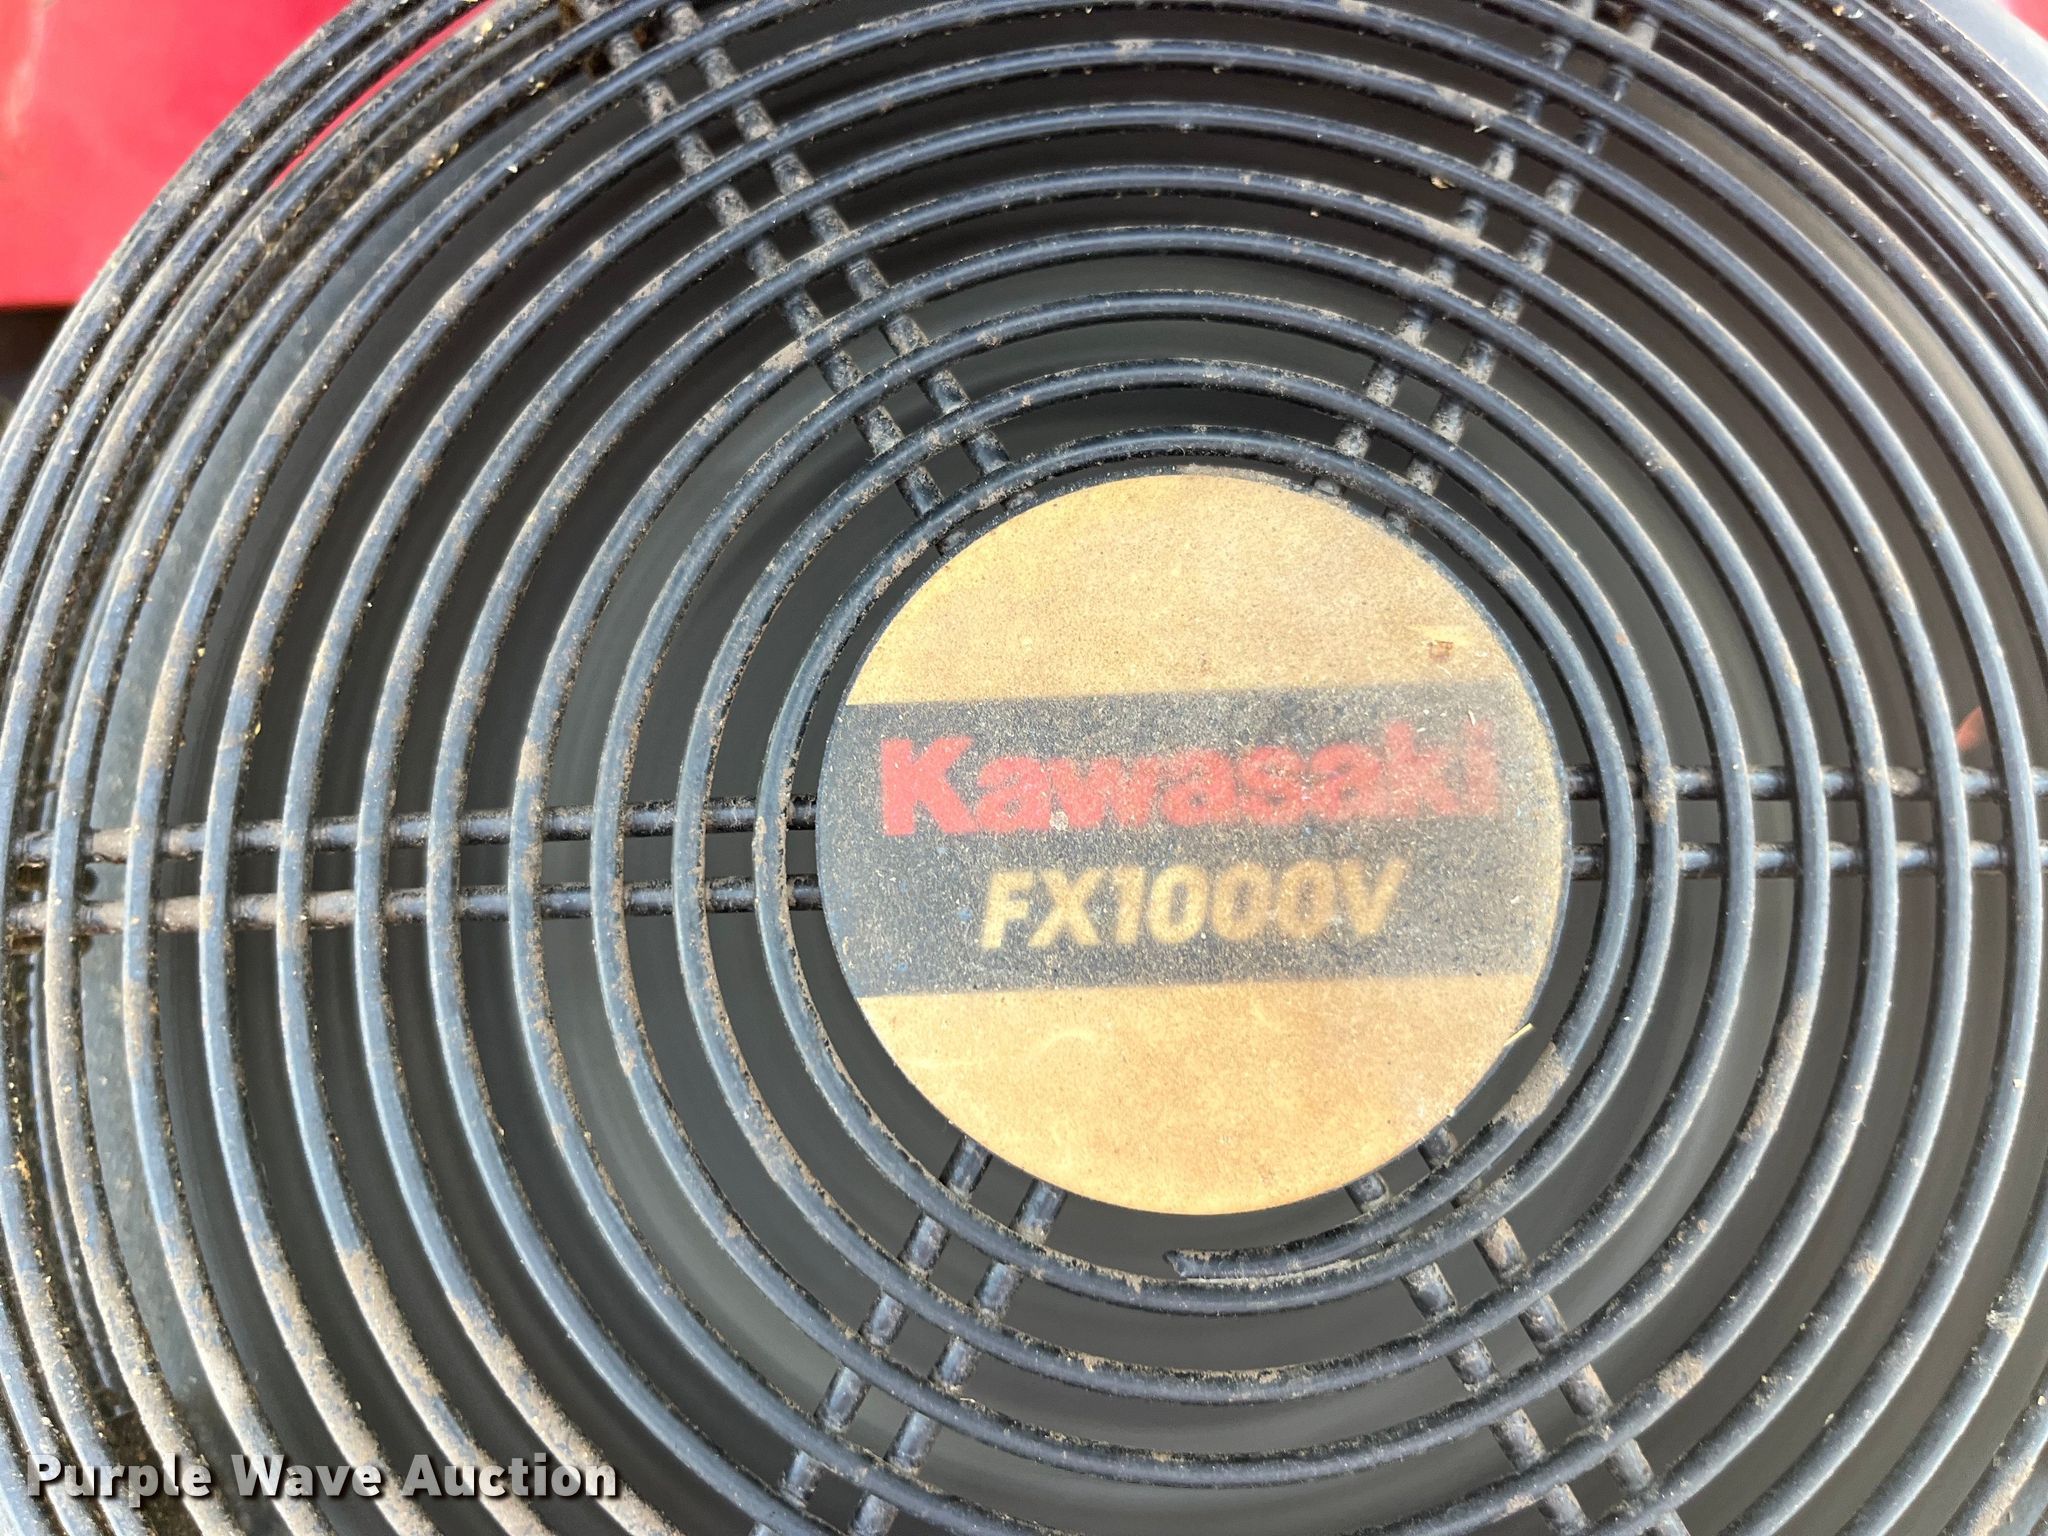 Kawasaki
FX1000V
Purple Wave Auction